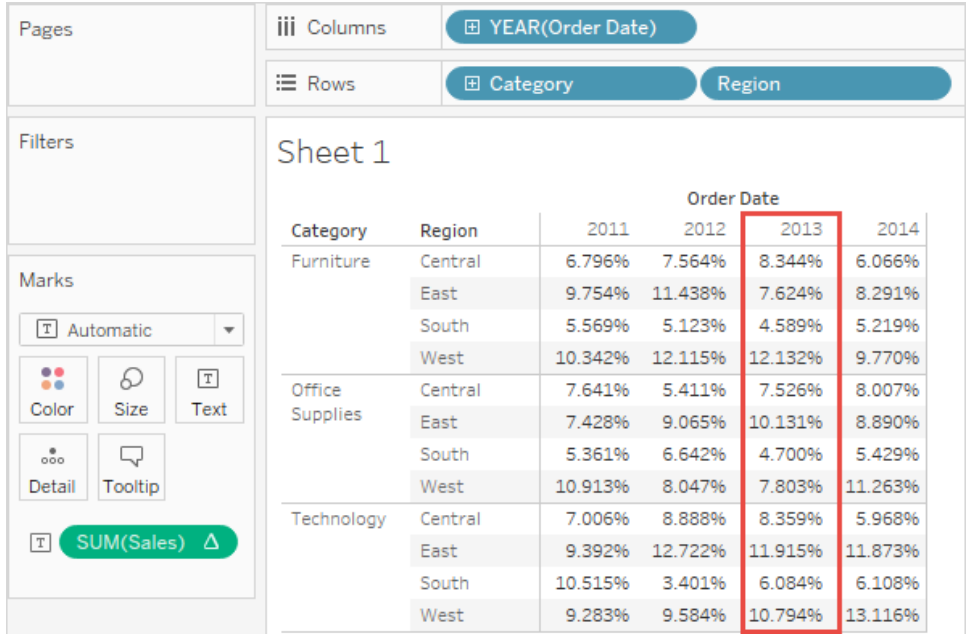 Pages
iii Columns
YEAR(Order Date)
Rows
Category
Region
Filters
Sheet 1
Order Date
Category Region 2011 2012 2013 2014
Furniture Central 6.796% 7.564% 8.344% 6.066%
East 9.754% 11.438% 7.624% 8.291%
South 5.569% 5.123% 4.589% 5.219%
West 10.342% 12.115% 12.132% 9.770%
Office Supplies Central 7.641% 5.411% 7.526% 8.007%
East 7.428% 9.065% 10.131% 8.890%
South 5.361% 6.642% 4.700% 5.429%
West 10.913% 8.047% 7.803% 11.263%
Technology Central 7.006% 8.888% 8.359% 5.968%
East 9.392% 12.722% 11.915% 11.873%
South 10.515% 3.401% 6.084% 6.108%
West 9.283% 9.584% 10.794% 13.116%
Marks
T Automatic
Color Size Text
Detail Tooltip
T SUM(Sales) Δ